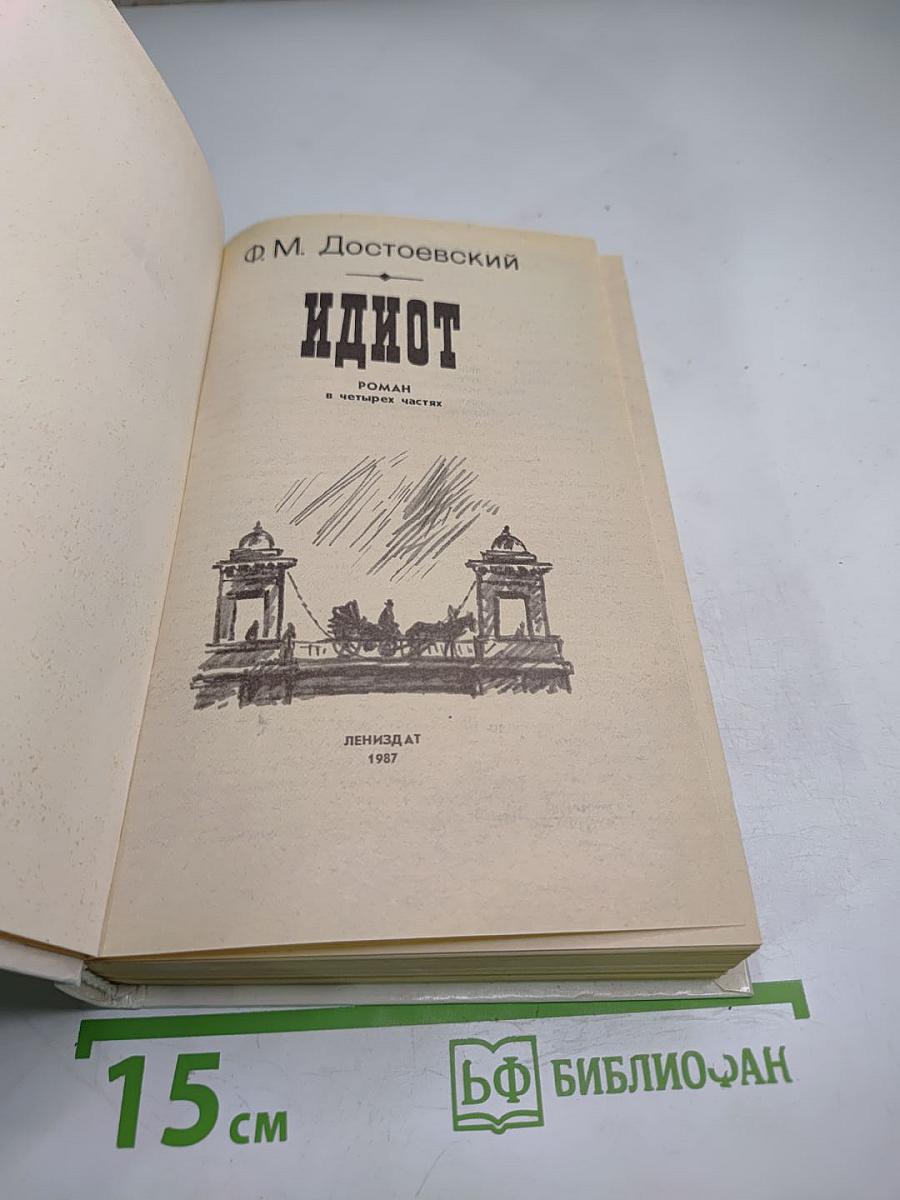 Ф. М. Достоевский
ИДИОТ
РОМАН
в четырех частях
ЛЕНИЗДАТ
1987
15 см
БФ БИБЛИОФАН